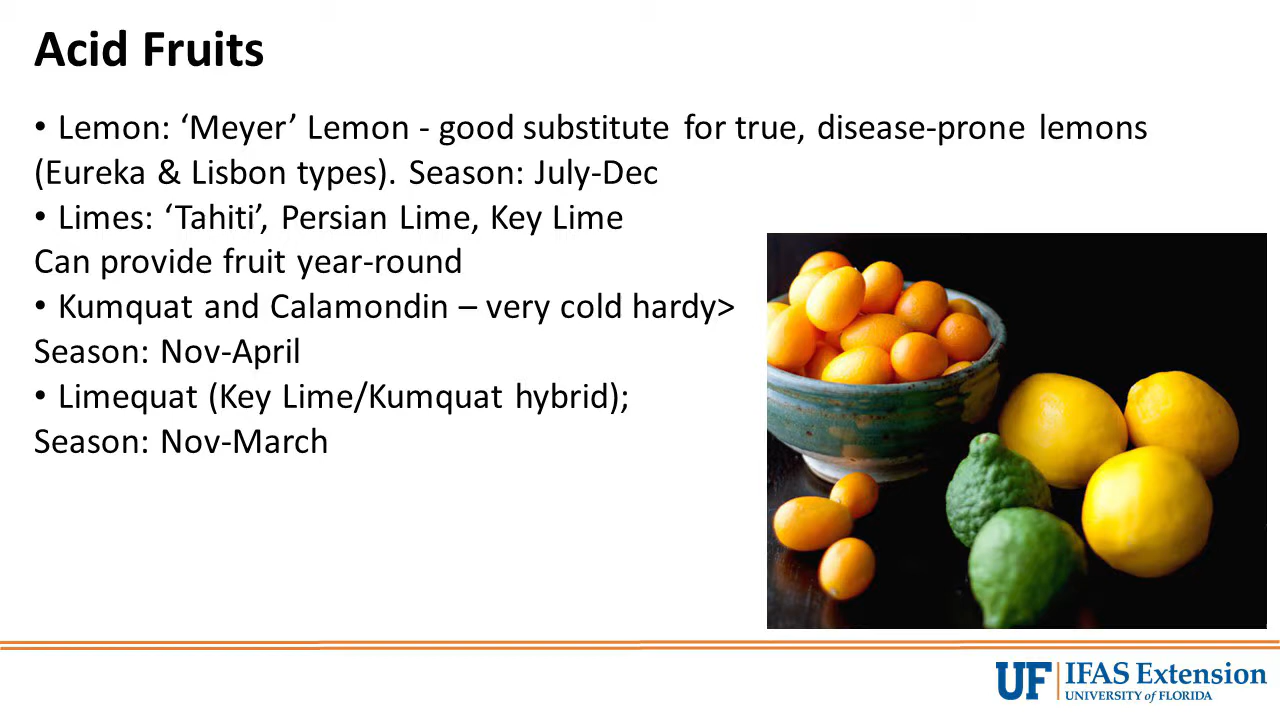 Acid Fruits
• Lemon: ‘Meyer’ Lemon - good substitute for true, disease-prone lemons
(Eureka & Lisbon types). Season: July-Dec
• Limes: ‘Tahiti’, Persian Lime, Key Lime
Can provide fruit year-round
• Kumquat and Calamondin – very cold hardy>
Season: Nov-April
• Limequat (Key Lime/Kumquat hybrid);
Season: Nov-March
UF IFAS Extension
UNIVERSITY of FLORIDA